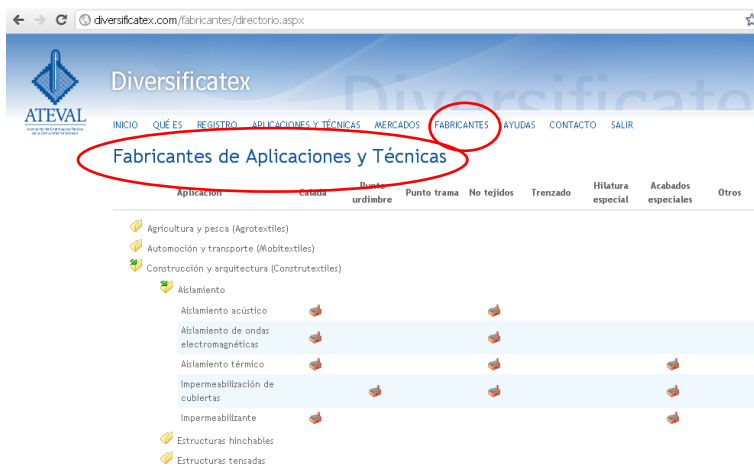 diversificatex.com/fabricantes/directorio.aspx
Diversificatex
Diversificate
ATEVAL
INICIO QUÉ ES REGISTRO APLICACIONES Y TÉCNICAS MERCADOS FABRICANTES AYUDAS CONTACTO SALIR
Fabricantes de Aplicaciones y Técnicas
Aplicación Calada Punto urdimbre Punto trama No tejidos Trenzado Hilatura especial Acabados especiales Otros
Agricultura y pesca (Agrotextiles)
Automoción y transporte (Mobitextiles)
Construcción y arquitectura (Construtextiles)
Aislamiento
Aislamiento acústico
Aislamiento de ondas
electromagnéticas
Aislamiento térmico
Impermeabilización de
cubiertas
Impermeabilizante
Estructuras hinchables
Estructuras tensadas